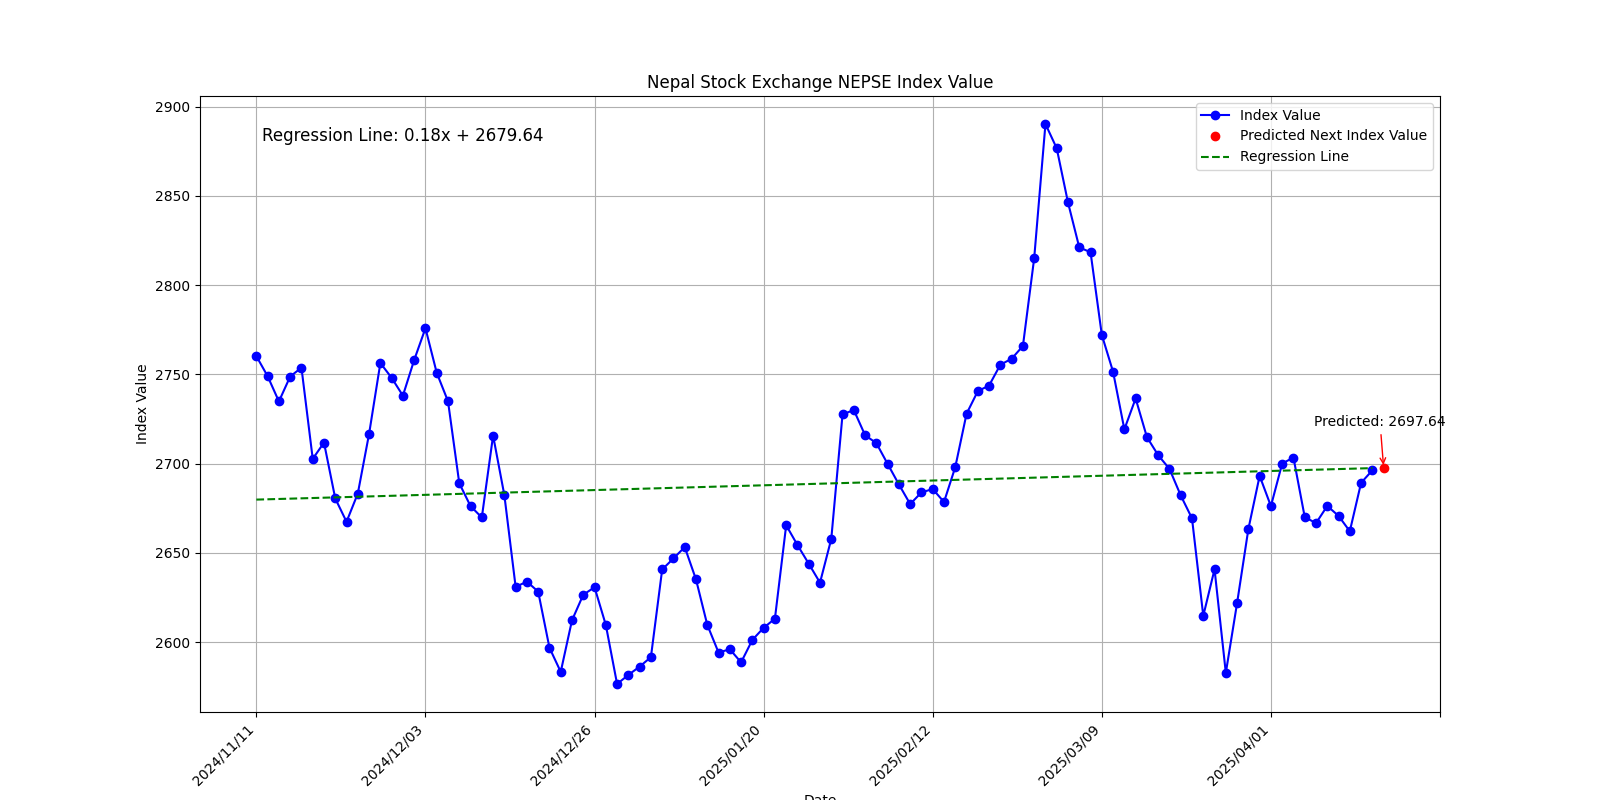 Nepal Stock Exchange NEPSE Index Value
2900
2850
2800
2750
2700
2650
2600
Index Value
Regression Line: 0.18x + 2679.64
Index Value
Predicted Next Index Value
Regression Line
Predicted: 2697.64
2024/11/11
2024/12/03
2024/12/26
2025/01/20
2025/02/12
2025/03/09
2025/04/01
Date